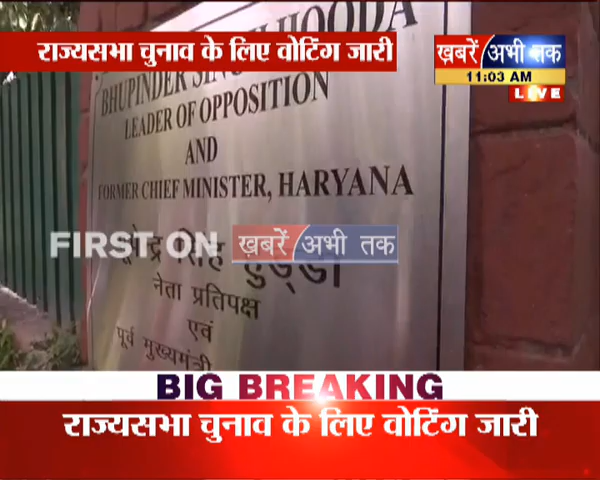 राज्यसभा चुनाव के लिए वोटिंग जारी
ख़बरें अभी तक
11:03 AM
LIVE
HOODA
BHUPINDER
LEADER OF OPPOSITION
AND
FORMER CHIEF MINISTER, HARYANA
FIRST ON ख़बरें अभी तक
सिंह हुड्डा
नेता प्रतिपक्ष
एवं
पूर्व मुख्यमंत्री
BIG BREAKING
राज्यसभा चुनाव के लिए वोटिंग जारी